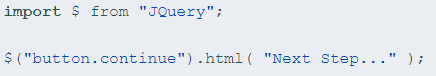 import $ from "JQuery";
$("button.continue").html( "Next Step..." );